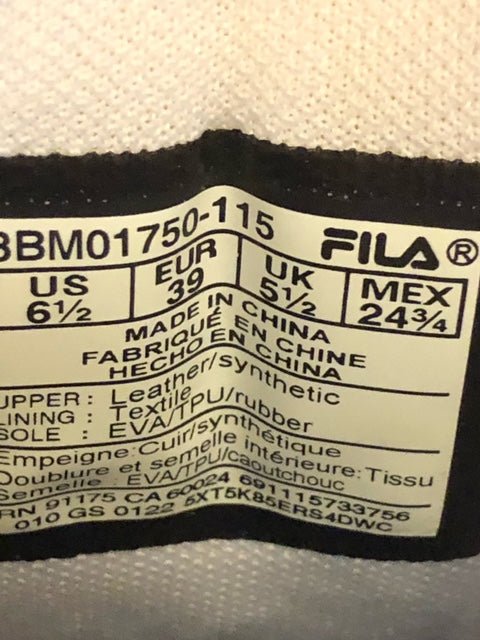 3BM01750-115 FILA®
US EUR UK MEX
6½ 39 5½ 24¾
MADE IN CHINA
FABRIQUÉ EN CHINE
HECHO EN CHINA
UPPER : Leather/synthetic
LINING : Textile
SOLE : EVA/TPU/rubber
Empeigne:Cuir/synthétique
Doublure et semelle intérieure:Tissu
Semelle : EVA/TPU/caoutchouc
RN 91175 CA 60024 691115733756
010 GS 0122 5XT5K85ERS4DWC